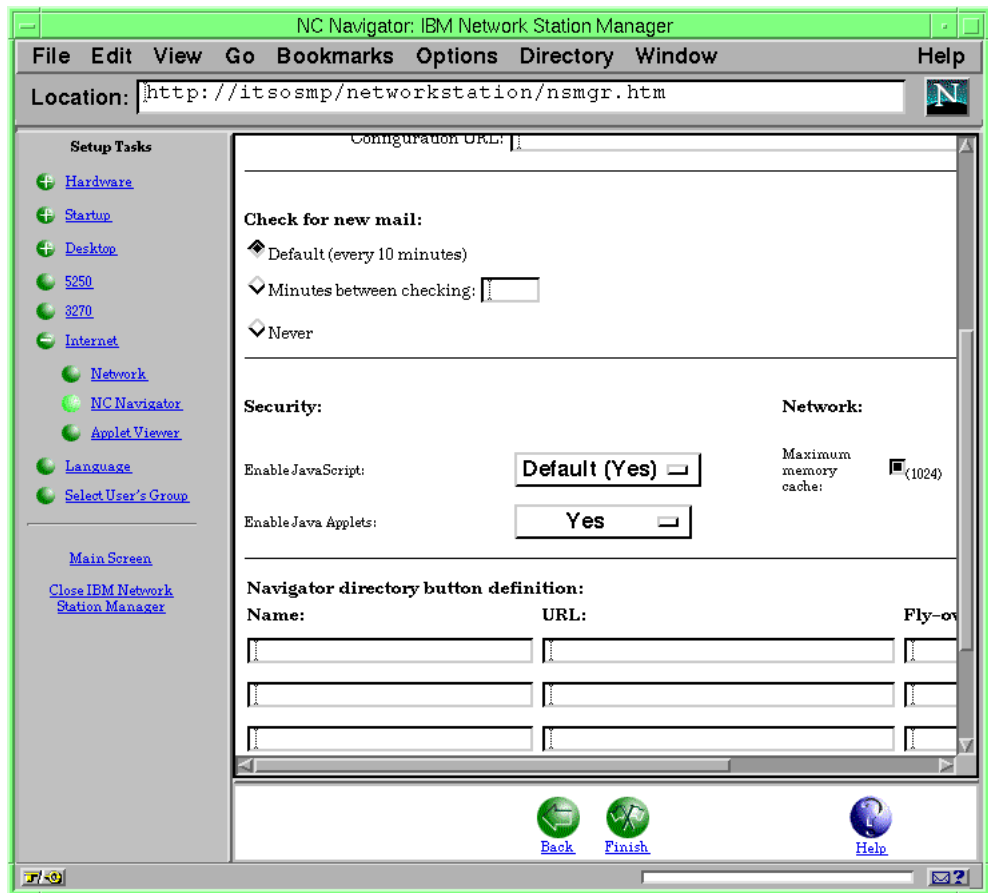 NC Navigator: IBM Network Station Manager
File Edit View Go Bookmarks Options Directory Window Help
Location: http://itsosmp/networkstation/nsmgr.htm
N
Setup Tasks
Hardware
Startup
Desktop
5250
3270
Internet
Network
NC Navigator
Applet Viewer
Language
Select User's Group
Main Screen
Close IBM Network
Station Manager
Configuration URL:
Check for new mail:
Default (every 10 minutes)
Minutes between checking:
Never
Security:
Network:
Enable JavaScript: Default (Yes)
Maximum
memory
cache:
(1024)
Enable Java Applets: Yes
Navigator directory button definition:
Name: URL: Fly-ov
Back Finish Help
?